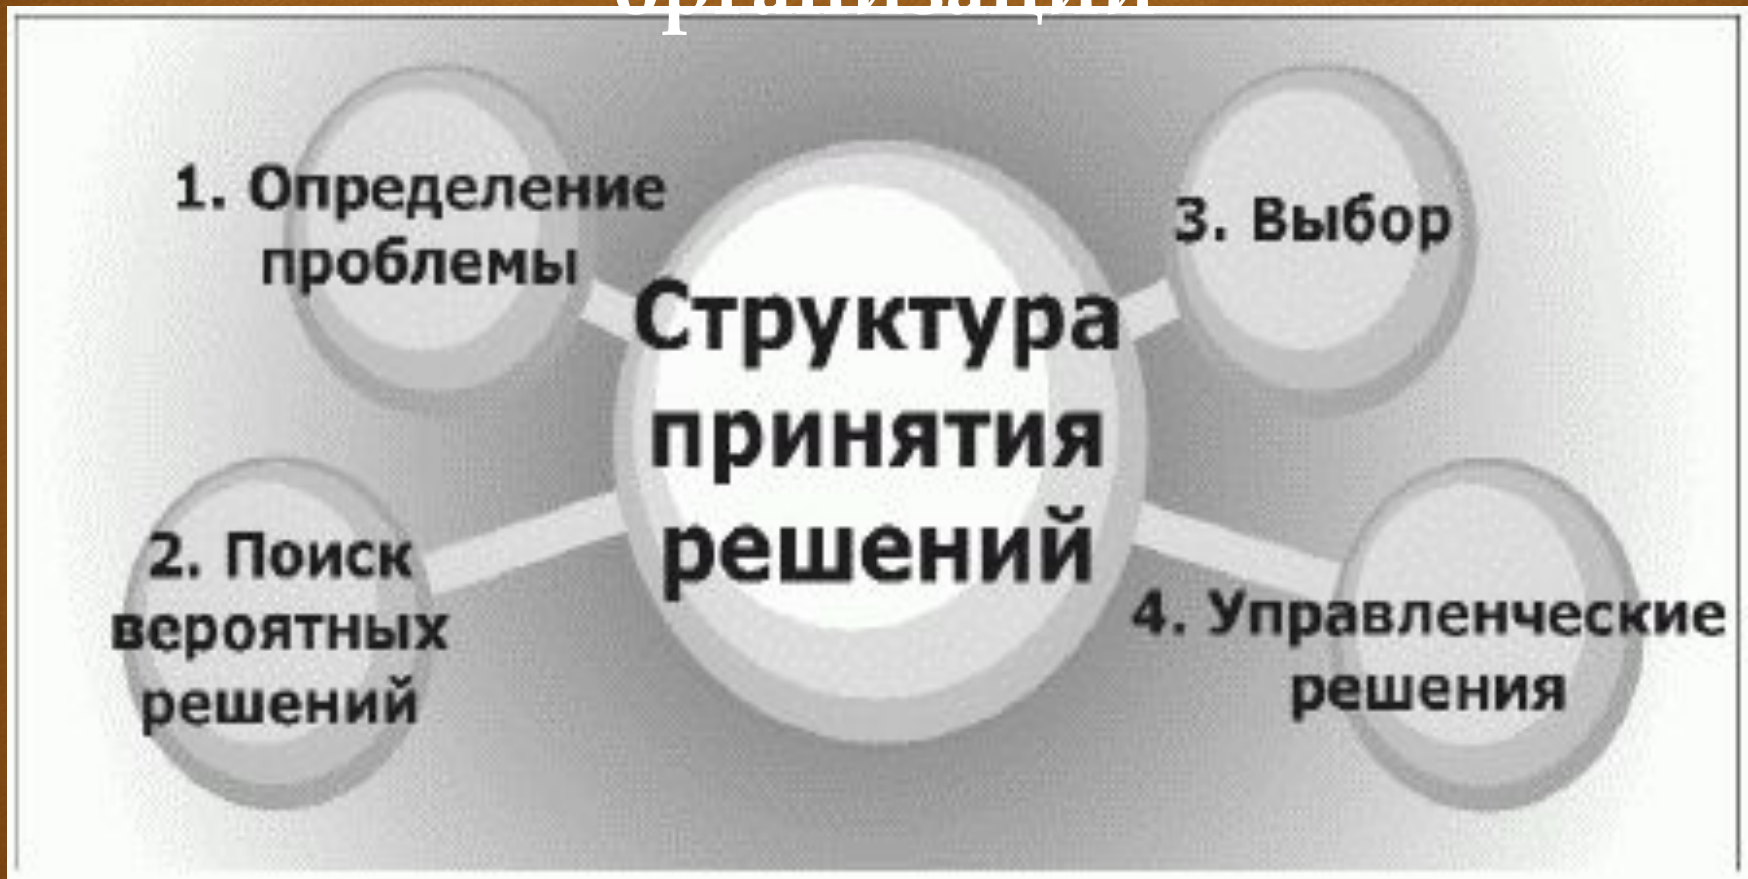 1. Определение
проблемы
2. Поиск
вероятных
решений
Структура
принятия
решений
3. Выбор
4. Управленческие
решения